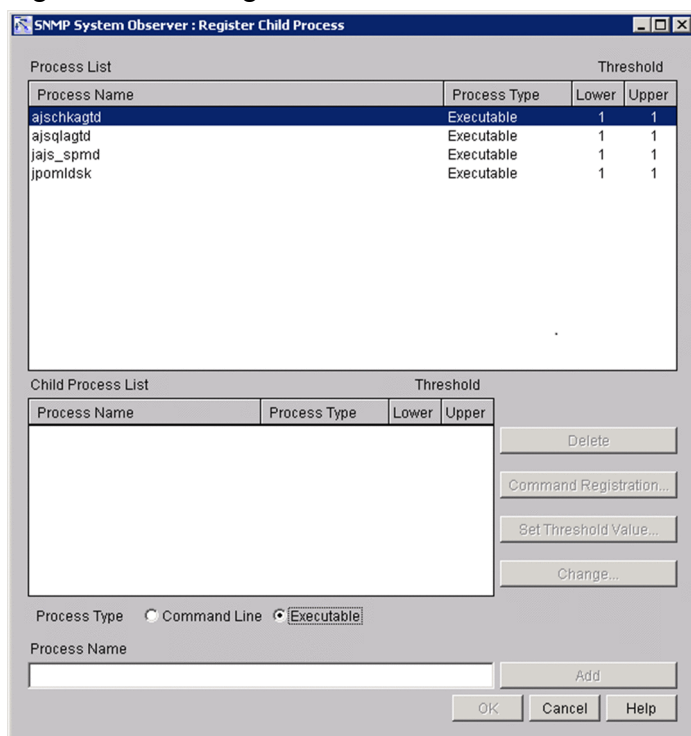 SNMP System Observer : Register Child Process
Process List Threshold
Process Name Process Type Lower Upper
ajschkagtd Executable 1 1
ajsqlagtd Executable 1 1
jajs_spmd Executable 1 1
jpomldsk Executable 1 1
Child Process List Threshold
Process Name Process Type Lower Upper
Delete
Command Registration...
Set Threshold Value...
Change...
Process Type Command Line Executable
Process Name
Add
OK Cancel Help